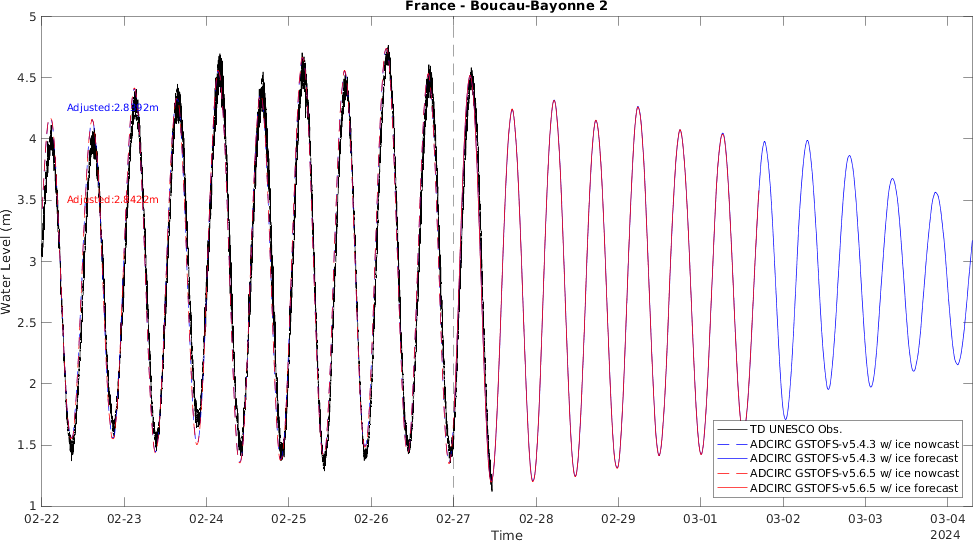 France - Boucau-Bayonne 2
5
4.5
4
3.5
3
2.5
2
1.5
1
Water Level (m)
Adjusted:2.8592m
Adjusted:2.8422m
02-22
02-23
02-24
02-25
02-26
02-27
02-28
02-29
03-01
03-02
03-03
03-04
2024
Time
TD UNESCO Obs.
ADCIRC GSTOFS-v5.4.3 w/ ice nowcast
ADCIRC GSTOFS-v5.4.3 w/ ice forecast
ADCIRC GSTOFS-v5.6.5 w/ ice nowcast
ADCIRC GSTOFS-v5.6.5 w/ ice forecast